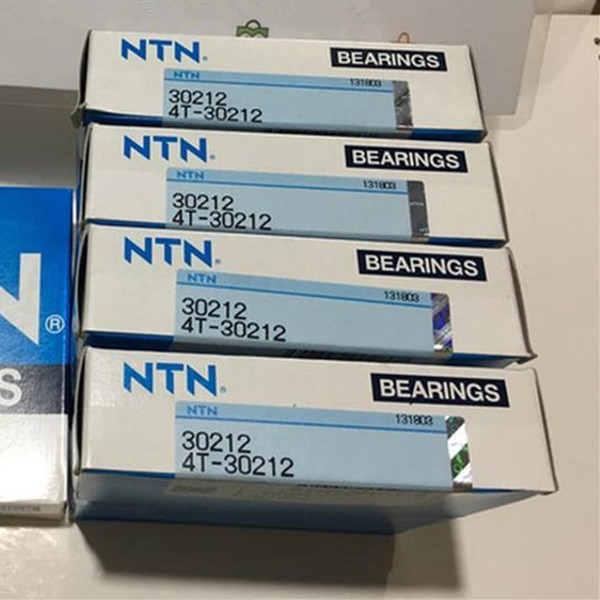 NTN®
BEARINGS
NTN
131803
30212
4T-30212
NTN®
BEARINGS
NTN
131803
30212
4T-30212
NTN®
BEARINGS
NTN
131803
30212
4T-30212
NTN®
BEARINGS
NTN
131803
30212
4T-30212
N®
S